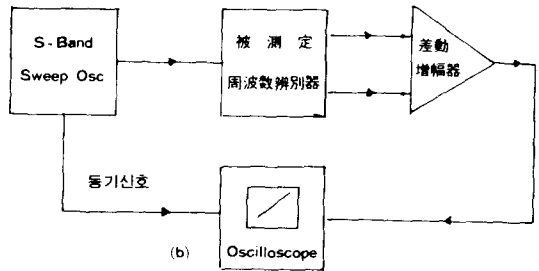 S-Band
Sweep Osc
被 測 定
周波數辨別器
差動
增幅器
동기신호
Oscilloscope
(b)